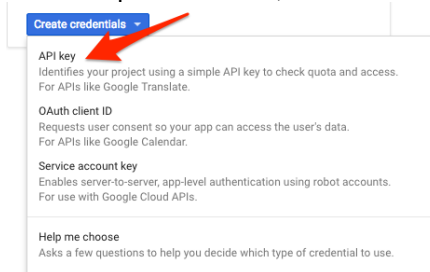 Create credentials
API key
Identifies your project using a simple API key to check quota and access.
For APIs like Google Translate.
OAuth client ID
Requests user consent so your app can access the user's data.
For APIs like Google Calendar.
Service account key
Enables server-to-server, app-level authentication using robot accounts.
For use with Google Cloud APIs.
Help me choose
Asks a few questions to help you decide which type of credential to use.